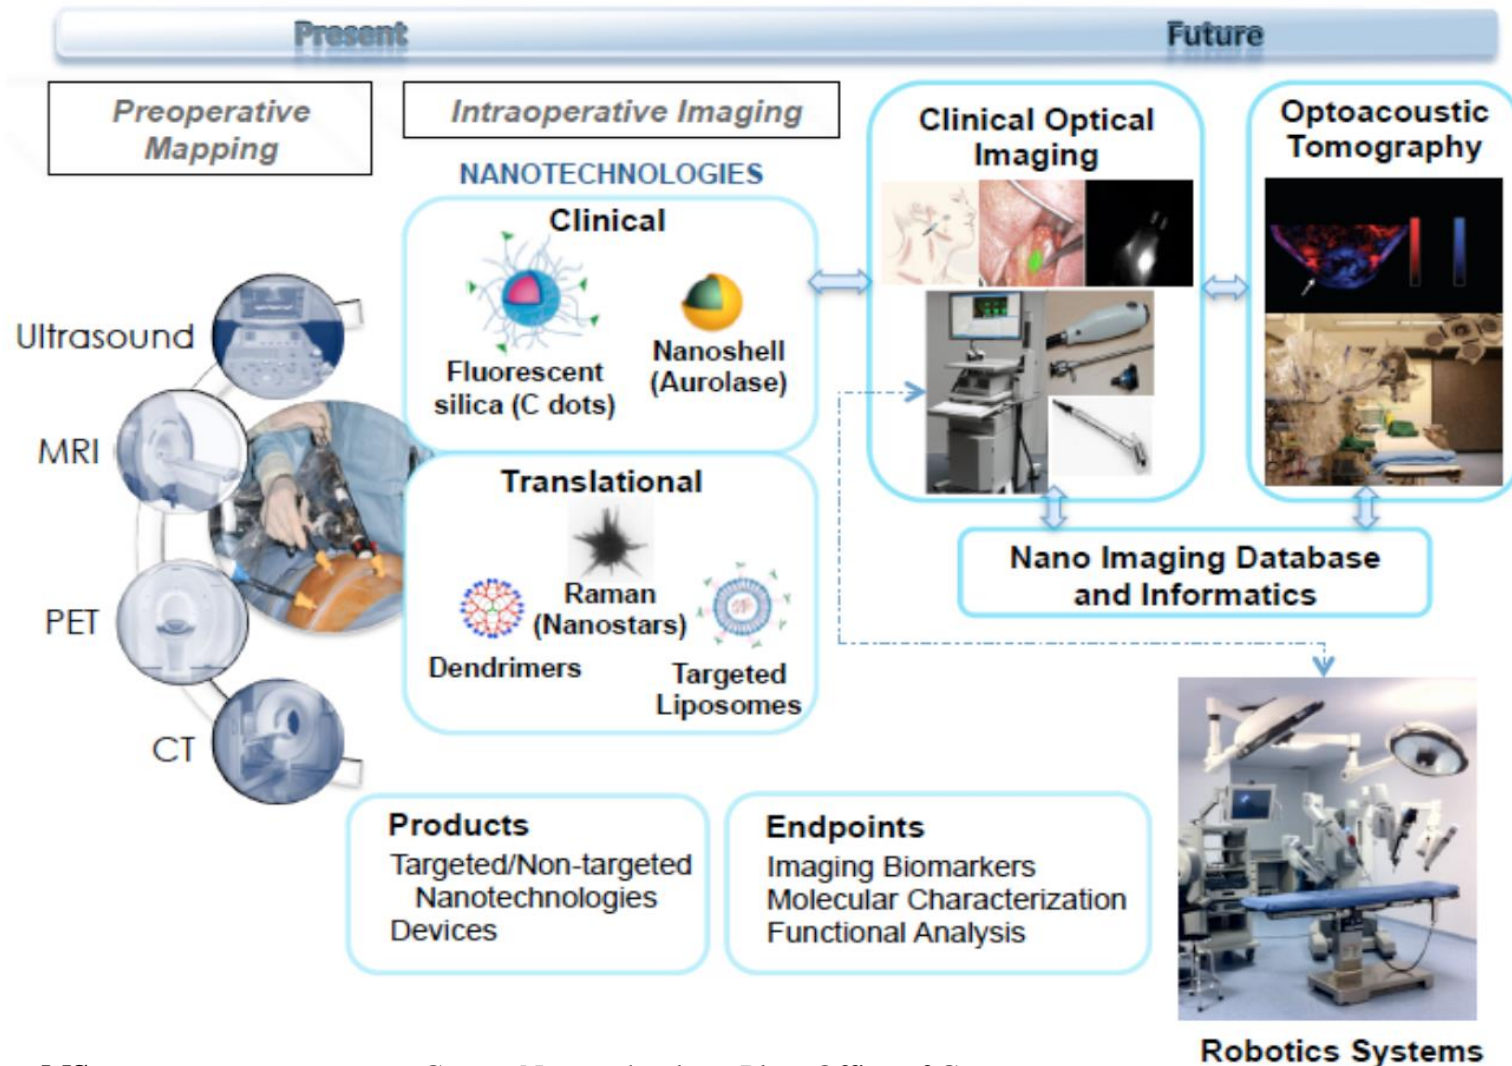 Present
Future
Preoperative
Mapping
Intraoperative Imaging
NANOTECHNOLOGIES
Clinical
Fluorescent
silica (C dots)
Nanoshell
(Aurolase)
Translational
Raman
(Nanostars)
Dendrimers
Targeted
Liposomes
Ultrasound
MRI
PET
CT
Clinical Optical
Imaging
Optoacoustic
Tomography
Nano Imaging Database
and Informatics
Products
Targeted/Non-targeted
Nanotechnologies
Devices
Endpoints
Imaging Biomarkers
Molecular Characterization
Functional Analysis
Robotics Systems